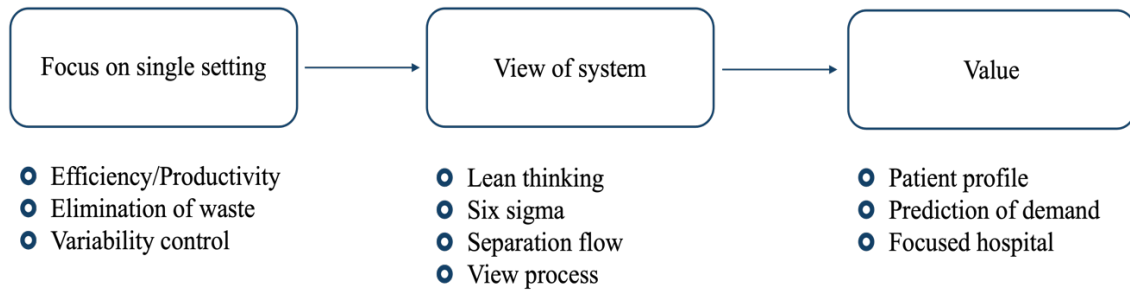 Focus on single setting
View of system
Value
Efficiency/Productivity
Elimination of waste
Variability control
Lean thinking
Six sigma
Separation flow
View process
Patient profile
Prediction of demand
Focused hospital